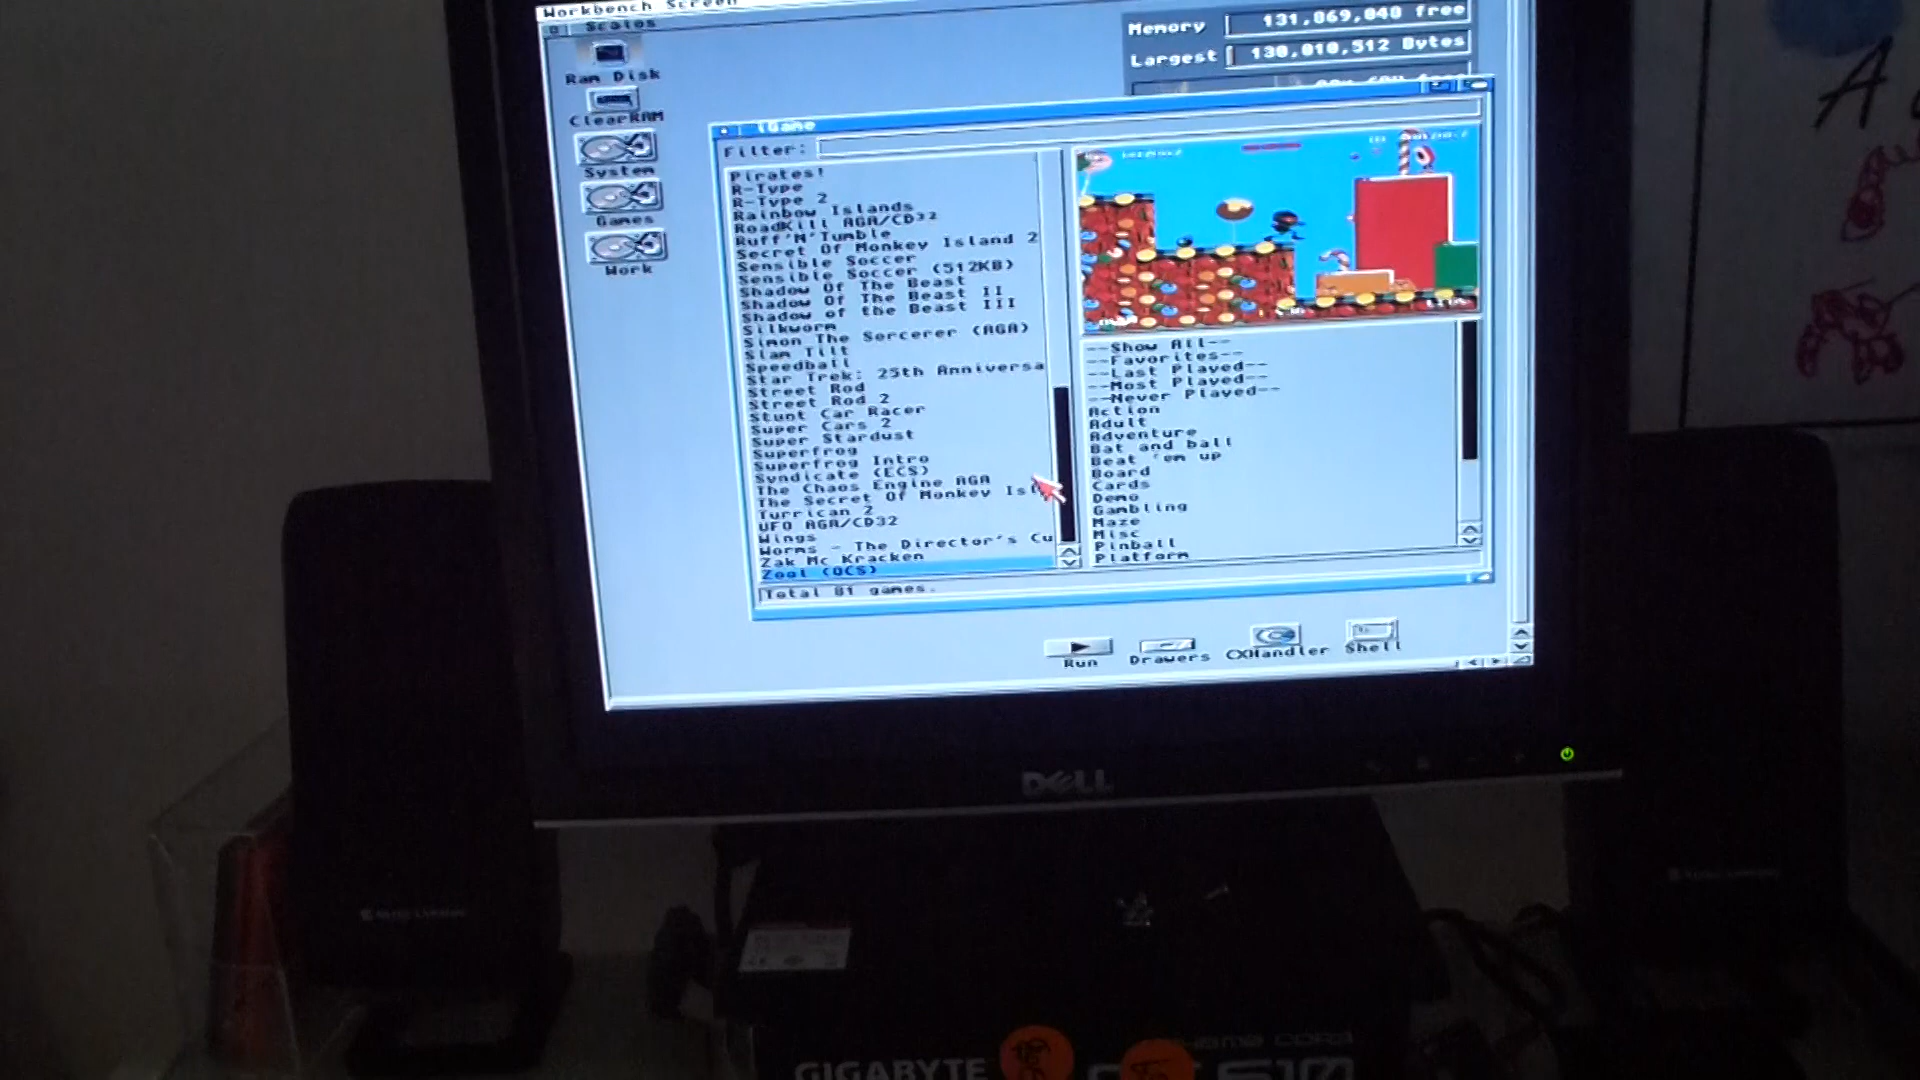 Workbench Screen
Scalos
Memory 131,069,040 free
Largest 130,010,512 Bytes
Ram Disk
ClearRAM
System
Games
Work
iGame
Filter:
Pirates!
R-Type
R-Type 2
Rainbow Islands
RoadKill AGA/CD32
Ruff'N'Tumble
Secret Of Monkey Island 2
Sensible Soccer
Sensible Soccer (512KB)
Shadow Of The Beast
Shadow Of The Beast II
Shadow of the Beast III
Silkworm
Simon The Sorcerer (AGA)
Slam Tilt
Speedball
Star Trek: 25th Anniversa
Street Rod
Street Rod 2
Stunt Car Racer
Super Cars 2
Super Stardust
Superfrog
Superfrog Intro
Syndicate (ECS)
The Chaos Engine AGA
The Secret Of Monkey Isl
Turrican 2
UFO AGA/CD32
Wings
Worms - The Director's Cu
Zak Mc Kracken
Zool (OCS)
Total 81 games.
--Show All--
--Favorites--
--Last Played--
--Most Played--
--Never Played--
Action
Adult
Adventure
Bat and ball
Beat 'em up
Board
Cards
Demo
Gambling
Maze
Misc
Pinball
Platform
Run
Drawers
CXHandler
Shell
DELL
GIGABYTE